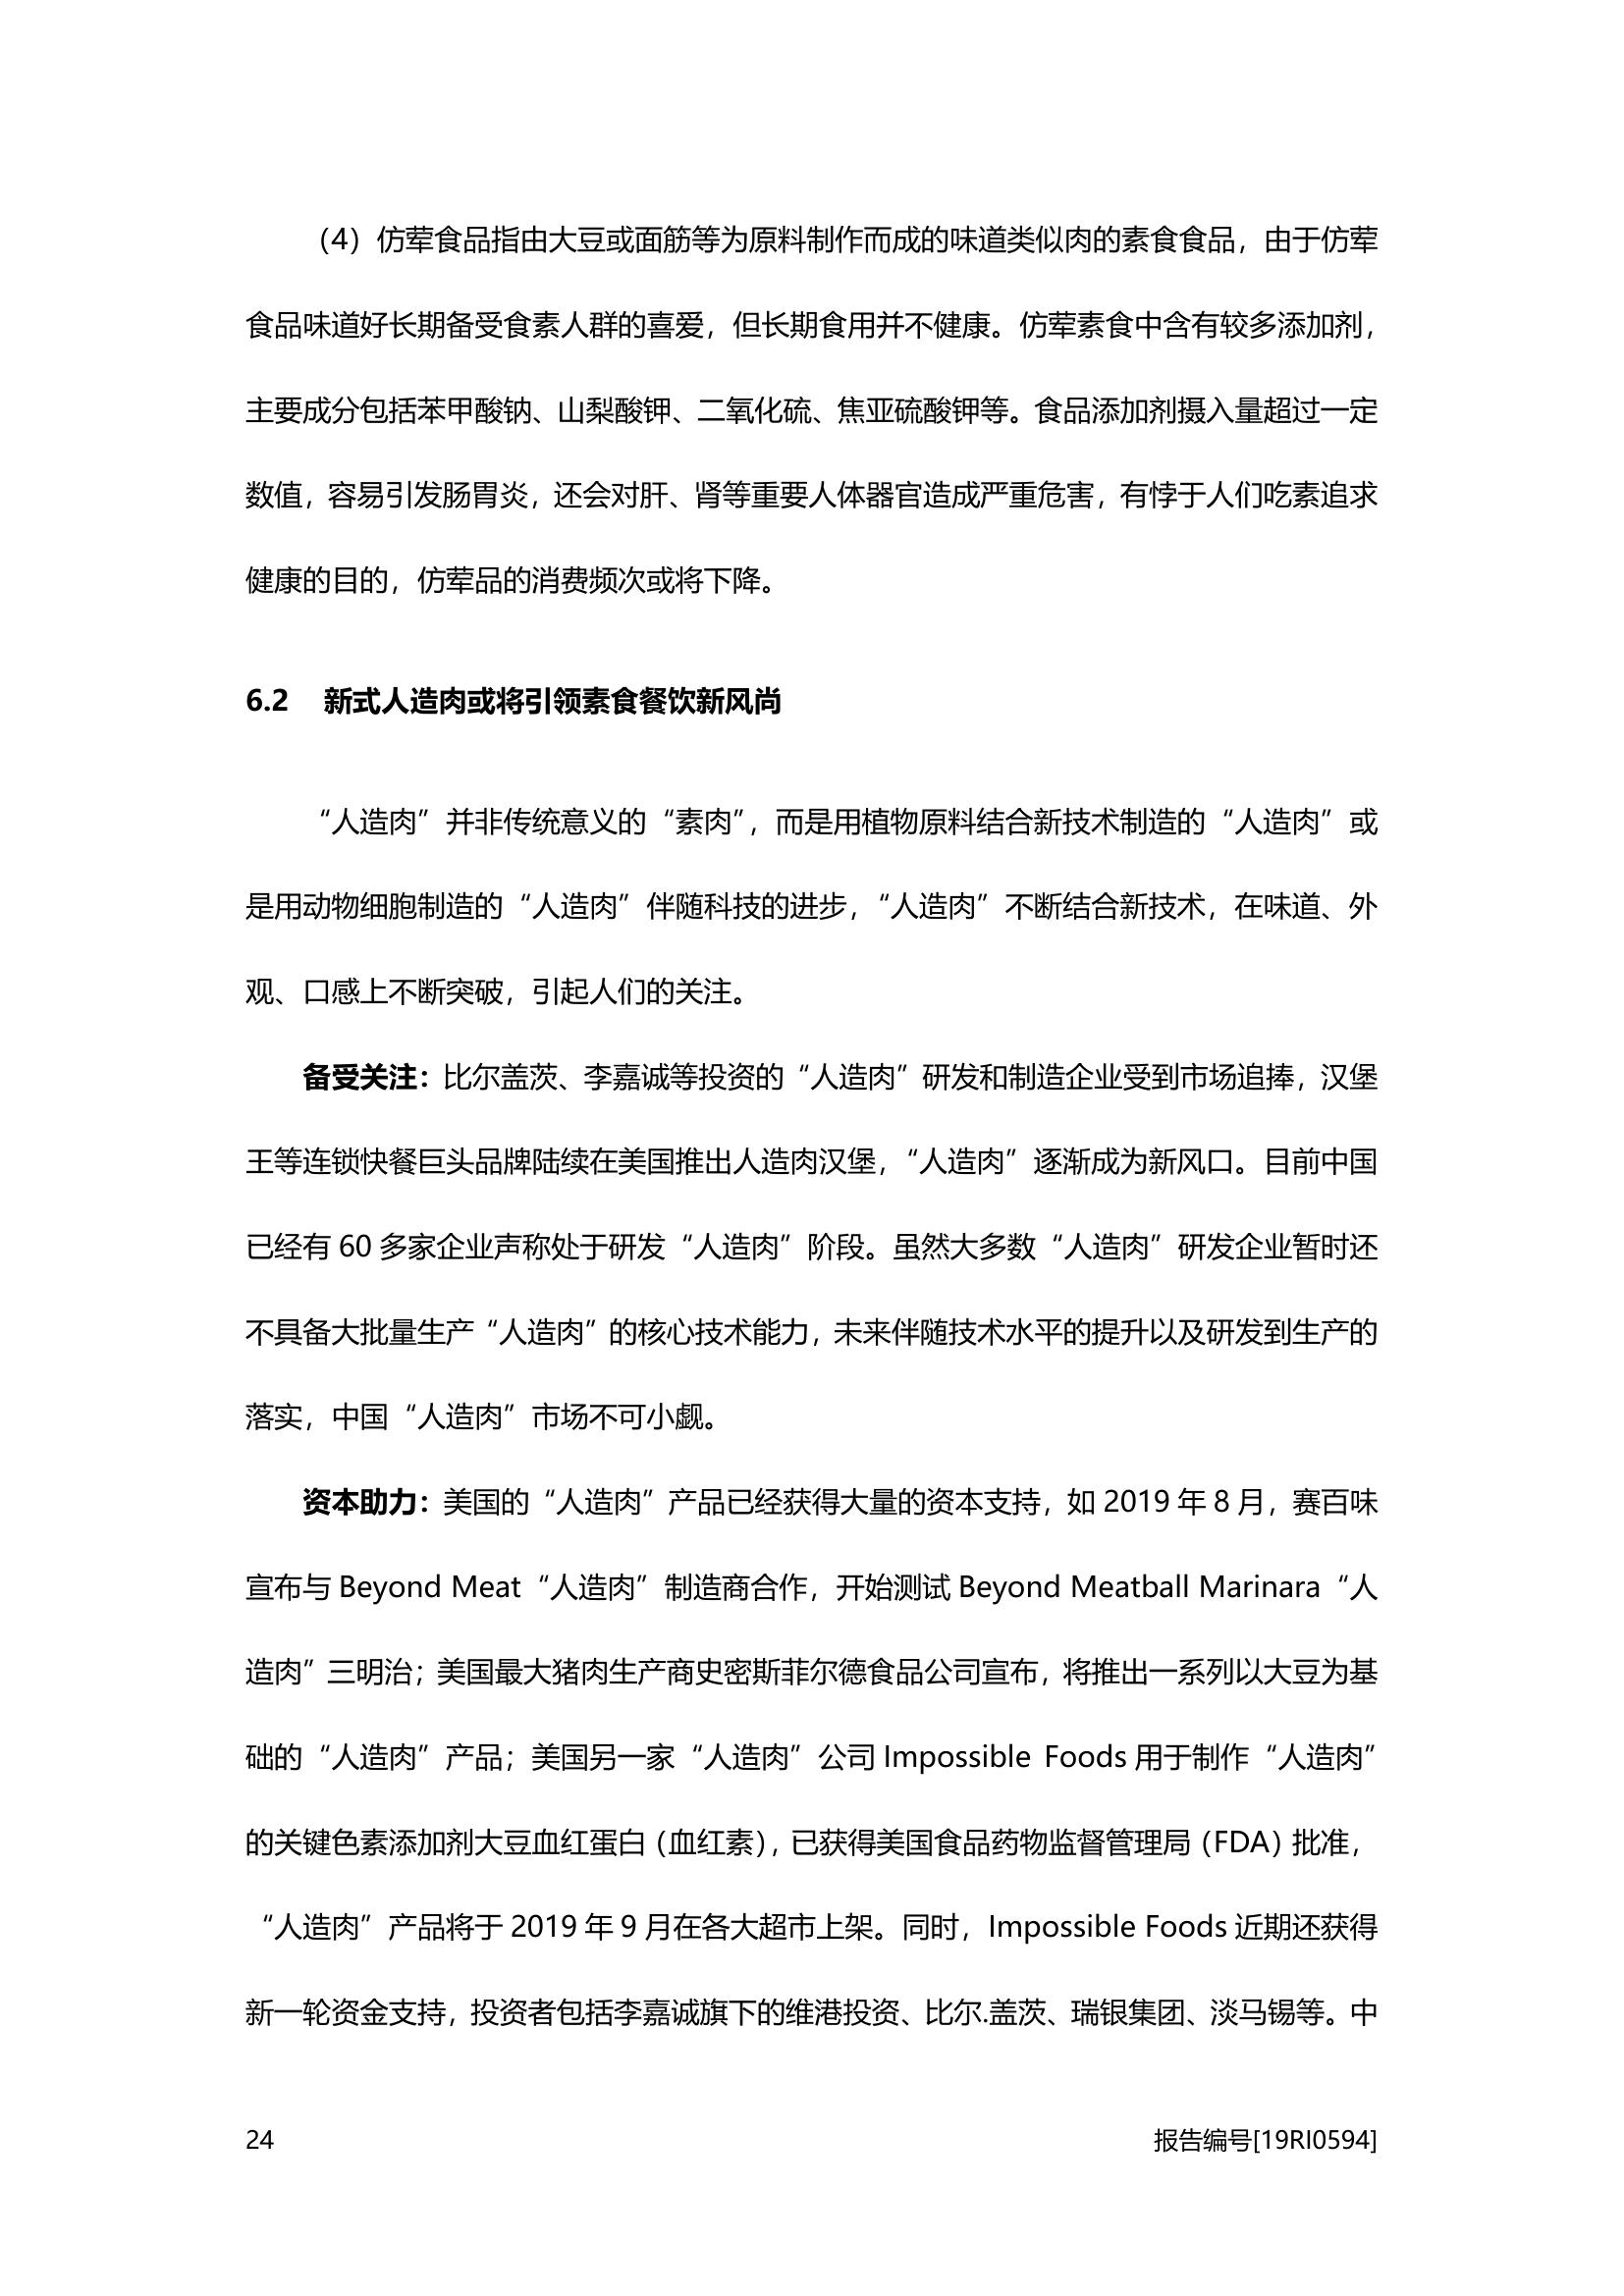 （4）仿荤食品指由大豆或面筋等为原料制作而成的味道类似肉的素食食品，由于仿荤
食品味道好长期备受食素人群的喜爱，但长期食用并不健康。仿荤素食中含有较多添加剂，
主要成分包括苯甲酸钠、山梨酸钾、二氧化硫、焦亚硫酸钾等。食品添加剂摄入量超过一定
数值，容易引发肠胃炎，还会对肝、肾等重要人体器官造成严重危害，有悖于人们吃素追求
健康的目的，仿荤品的消费频次或将下降。
6.2 新式人造肉或将引领素食餐饮新风尚
“人造肉”并非传统意义的“素肉”，而是用植物原料结合新技术制造的“人造肉”或
是用动物细胞制造的“人造肉”伴随科技的进步，“人造肉”不断结合新技术，在味道、外
观、口感上不断突破，引起人们的关注。
备受关注：比尔盖茨、李嘉诚等投资的“人造肉”研发和制造企业受到市场追捧，汉堡
王等连锁快餐巨头品牌陆续在美国推出人造肉汉堡，“人造肉”逐渐成为新风口。目前中国
已经有 60 多家企业声称处于研发“人造肉”阶段。虽然大多数“人造肉”研发企业暂时还
不具备大批量生产“人造肉”的核心技术能力，未来伴随技术水平的提升以及研发到生产的
落实，中国“人造肉”市场不可小觑。
资本助力：美国的“人造肉”产品已经获得大量的资本支持，如 2019 年 8 月，赛百味
宣布与 Beyond Meat“人造肉”制造商合作，开始测试 Beyond Meatball Marinara“人
造肉”三明治；美国最大猪肉生产商史密斯菲尔德食品公司宣布，将推出一系列以大豆为基
础的“人造肉”产品；美国另一家“人造肉”公司 Impossible Foods 用于制作“人造肉”
的关键色素添加剂大豆血红蛋白（血红素），已获得美国食品药物监督管理局（FDA）批准，
“人造肉”产品将于 2019 年 9 月在各大超市上架。同时，Impossible Foods 近期还获得
新一轮资金支持，投资者包括李嘉诚旗下的维港投资、比尔.盖茨、瑞银集团、淡马锡等。中
24 报告编号[19RI0594]